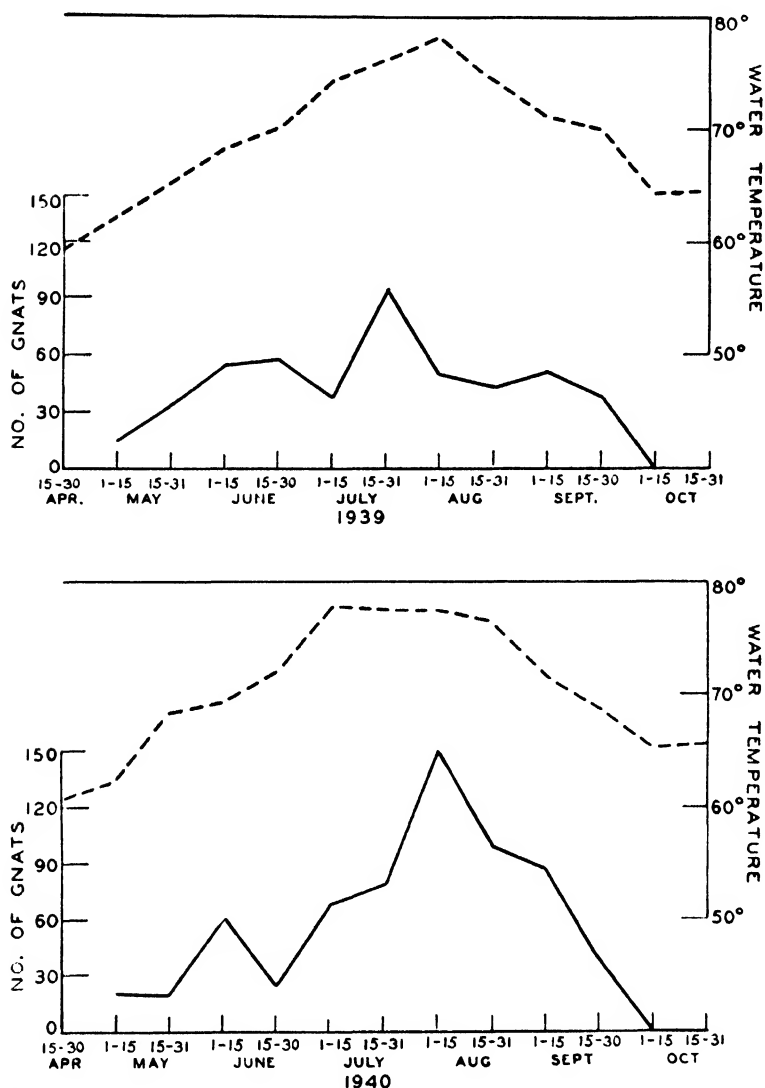 80°
70°
60°
50°
WATER TEMPERATURE
150
120
90
60
30
0
NO. OF GNATS
15-30 1-15 15-31 1-15 15-30 1-15 15-31 1-15 15-31 1-15 15-30 1-15 15-31
APR. MAY JUNE JULY AUG SEPT. OCT
1939
80°
70°
60°
50°
WATER TEMPERATURE
150
120
90
60
30
0
NO. OF GNATS
15-30 1-15 15-31 1-15 15-30 1-15 15-31 1-15 15-31 1-15 15-30 1-15 15-31
APR MAY JUNE JULY AUG SEPT OCT
1940